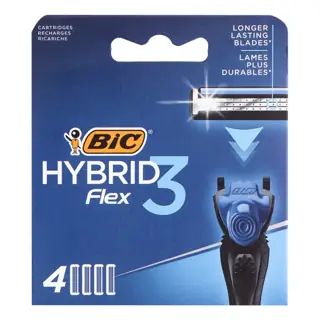 CARTRIDGES
RECHARGES
RICARICHE
LONGER
LASTING
BLADES*
LAMES
PLUS
DURABLES*
BiC
HYBRID 3
Flex
4